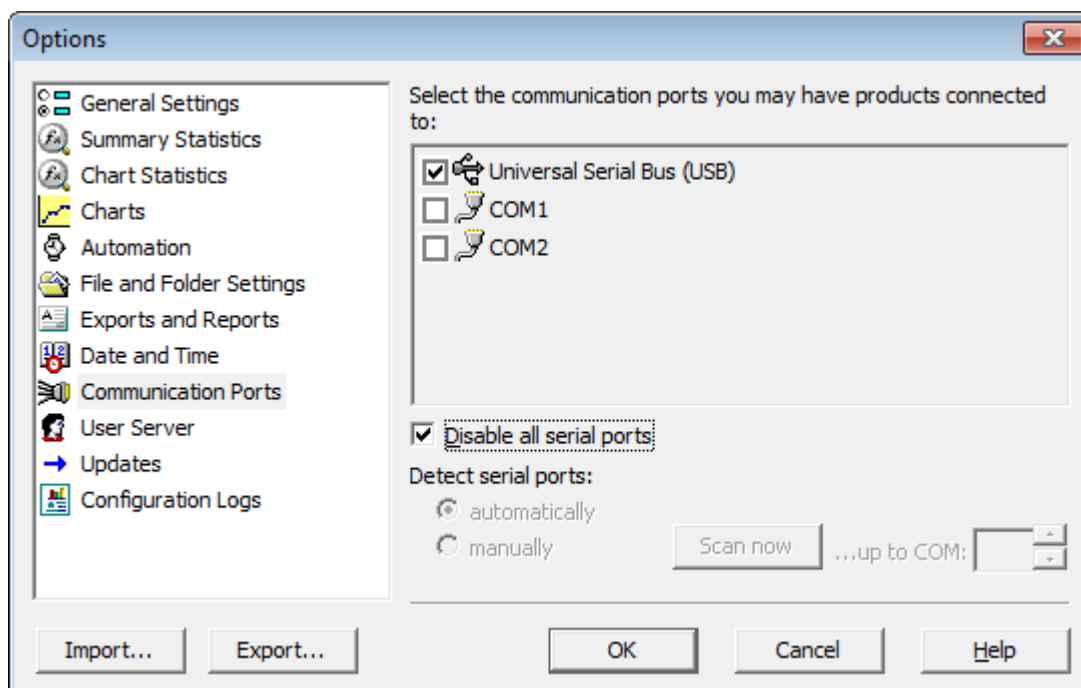 Options
General Settings
Summary Statistics
Chart Statistics
Charts
Automation
File and Folder Settings
Exports and Reports
Date and Time
Communication Ports
User Server
Updates
Configuration Logs
Select the communication ports you may have products connected
to:
Universal Serial Bus (USB)
COM1
COM2
Disable all serial ports
Detect serial ports:
automatically
manually
Scan now
...up to COM:
Import...
Export...
OK
Cancel
Help